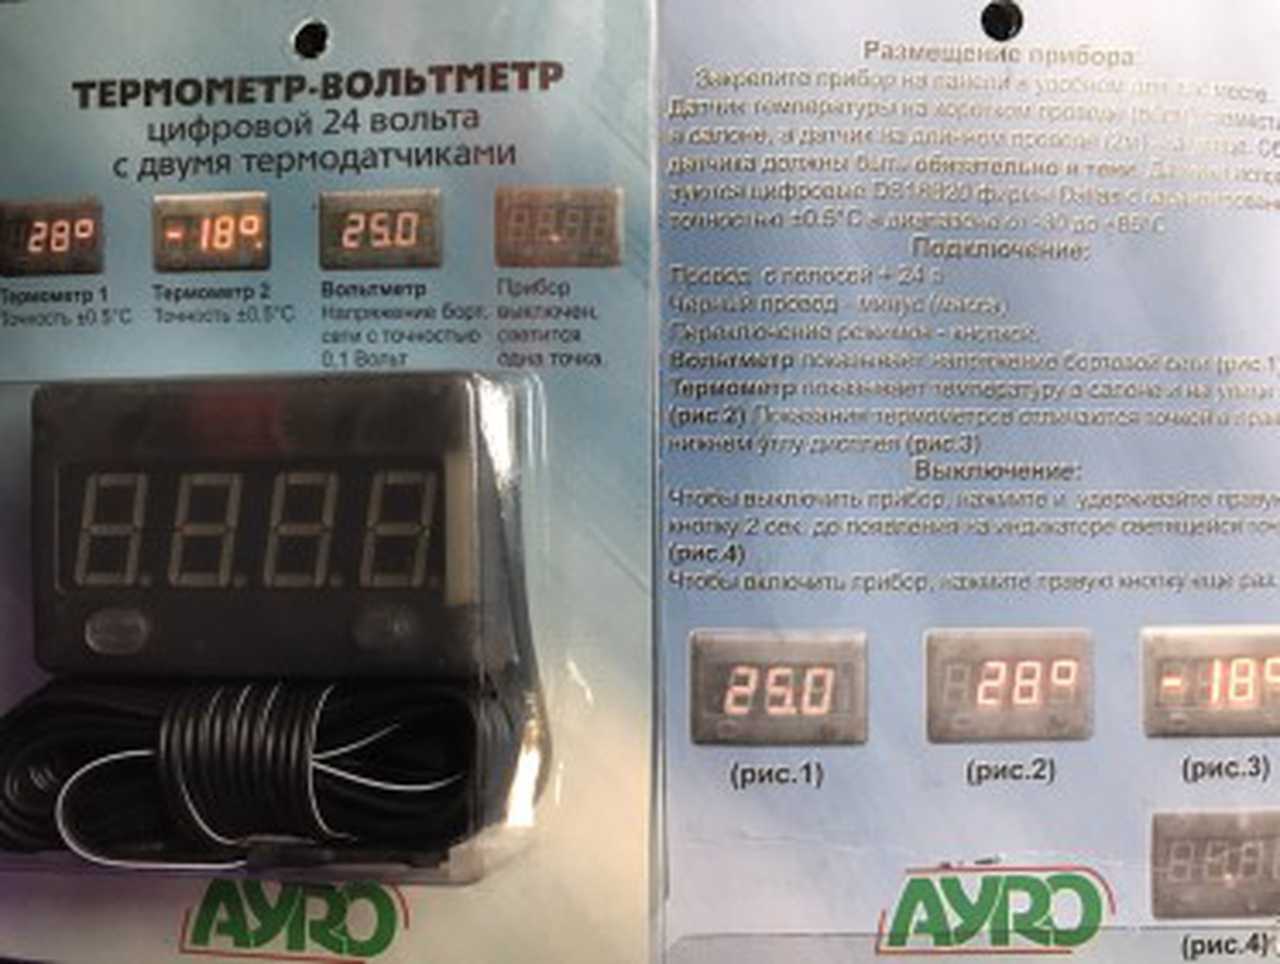 ТЕРМОМЕТР-ВОЛЬТМЕТР
цифровой 24 вольта
с двумя термодатчиками
28°
-18°.
25.0
Термометр 1
Точность ±0.5°С
Термометр 2
Точность ±0.5°С
Вольтметр
Напряжение борт.
сети с точностью
0.1 Вольт
Прибор
выключен,
светится
одна точка.
AYRO
Размещение прибора:
Закрепите прибор на панели в удобном для месте.
Датчик температуры на коротком проводе
в салоне, а датчик на длинном проводе (2м)
датчика должны быть обязательно в тени.
цифровые DS18B20 фирмы Dallas с
точностью ±0.5°С в диапазоне от -30 до +85°С
Подключение:
Провод с полосой + 24 в
Черный провод - минус (масса)
Переключение режимов - кнопкой.
Вольтметр показывает напряжение бортовой сети (рис.1)
Термометр показывает температуру в салоне и на улице
(рис.2) Показания термометров отличаются точкой в
нижнем углу дисплея (рис.3)
Выключение:
Чтобы выключить прибор, нажмите и удерживайте
кнопку 2 сек. до появления на индикаторе светящейся
(рис.4)
Чтобы включить прибор, нажмите правую кнопку еще раз.
25.0
28°
-18°
(рис.1)
(рис.2)
(рис.3)
AYRO
(рис.4)